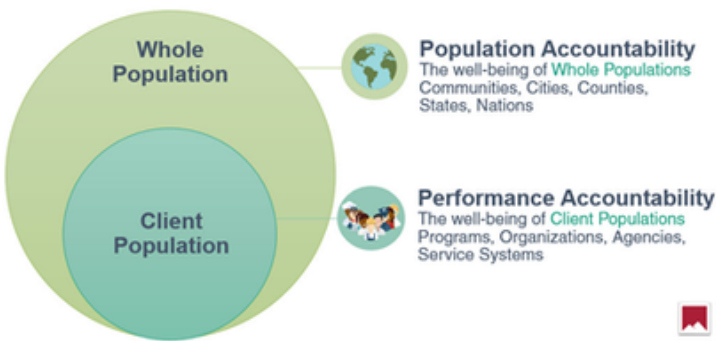 Whole
Population
Population Accountability
The well-being of Whole Populations
Communities, Cities, Counties,
States, Nations
Client
Population
Performance Accountability
The well-being of Client Populations
Programs, Organizations, Agencies,
Service Systems